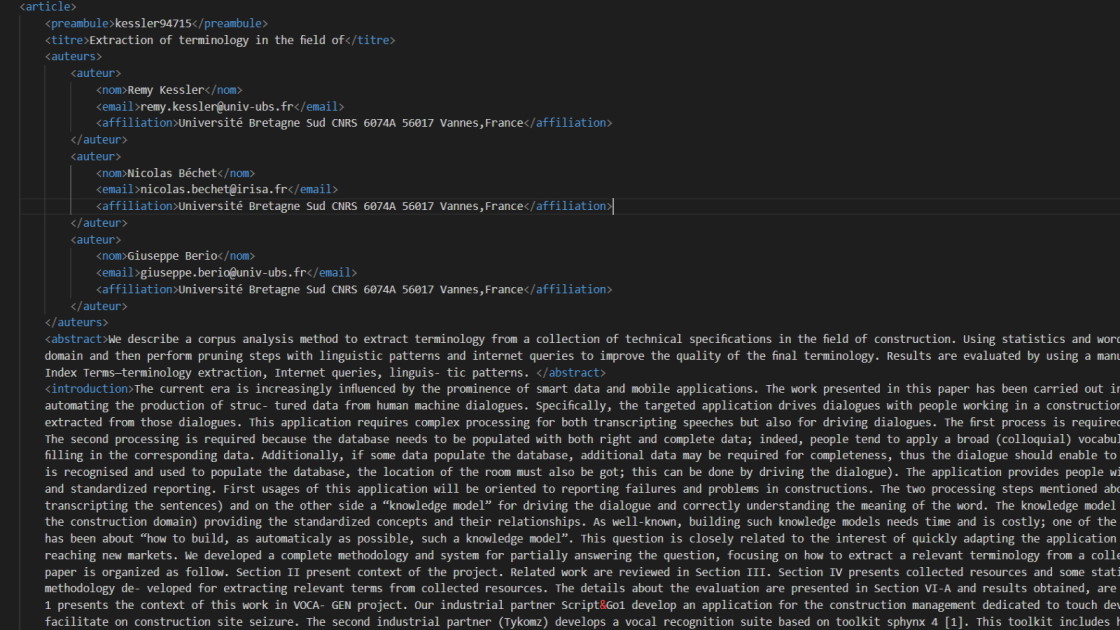 <article>
<preambule>kessler94715</preambule>
<titre>Extraction of terminology in the field of</titre>
<auteurs>
<auteur>
<nom>Remy Kessler</nom>
<email>remy.kessler@univ-ubs.fr</email>
<affiliation>Université Bretagne Sud CNRS 6074A 56017 Vannes,France</affiliation>
</auteur>
<auteur>
<nom>Nicolas Béchet</nom>
<email>nicolas.bechet@irisa.fr</email>
<affiliation>Université Bretagne Sud CNRS 6074A 56017 Vannes,France</affiliation>
</auteur>
<auteur>
<nom>Giuseppe Berio</nom>
<email>giuseppe.berio@univ-ubs.fr</email>
<affiliation>Université Bretagne Sud CNRS 6074A 56017 Vannes,France</affiliation>
</auteur>
</auteurs>
<abstract>We describe a corpus analysis method to extract terminology from a collection of technical specifications in the field of construction. Using statistics and word
domain and then perform pruning steps with linguistic patterns and internet queries to improve the quality of the final terminology. Results are evaluated by using a manu
Index Terms—terminology extraction, Internet queries, linguis- tic patterns. </abstract>
<introduction>The current era is increasingly influenced by the prominence of smart data and mobile applications. The work presented in this paper has been carried out in
automating the production of struc- tured data from human machine dialogues. Specifically, the targeted application drives dialogues with people working in a construction
extracted from those dialogues. This application requires complex processing for both transcripting speeches but also for driving dialogues. The first process is required
The second processing is required because the database needs to be populated with both right and complete data; indeed, people tend to apply a broad (colloquial) vocabul
filling in the corresponding data. Additionally, if some data populate the database, additional data may be required for completeness, thus the dialogue should enable to
is recognised and used to populate the database, the location of the room must also be got; this can be done by driving the dialogue). The application provides people wi
and standardized reporting. First usages of this application will be oriented to reporting failures and problems in constructions. The two processing steps mentioned abo
transcripting the sentences) and on the other side a “knowledge model” for driving the dialogue and correctly understanding the meaning of the word. The knowledge model
the construction domain) providing the standardized concepts and their relationships. As well-known, building such knowledge models needs time and is costly; one of the
has been about “how to build, as automaticaly as possible, such a knowledge model”. This question is closely related to the interest of quickly adapting the application
reaching new markets. We developed a complete methodology and system for partially answering the question, focusing on how to extract a relevant terminology from a colle
paper is organized as follow. Section II present context of the project. Related work are reviewed in Section III. Section IV presents collected resources and some stati
methodology de- veloped for extracting relevant terms from collected resources. The details about the evaluation are presented in Section VI-A and results obtained, are
1 presents the context of this work in VOCA- GEN project. Our industrial partner Script&Go1 develop an application for the construction management dedicated to touch dev
facilitate on construction site seizure. The second industrial partner (Tykomz) develops a vocal recognition suite based on toolkit sphynx 4 [1]. This toolkit includes h